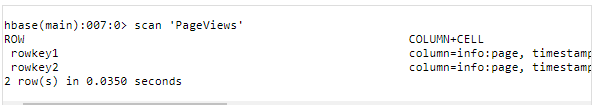 hbase(main):007:0> scan 'PageViews'
ROW COLUMN+CELL
rowkey1 column=info:page, timestamp
rowkey2 column=info:page, timestamp
2 row(s) in 0.0350 seconds